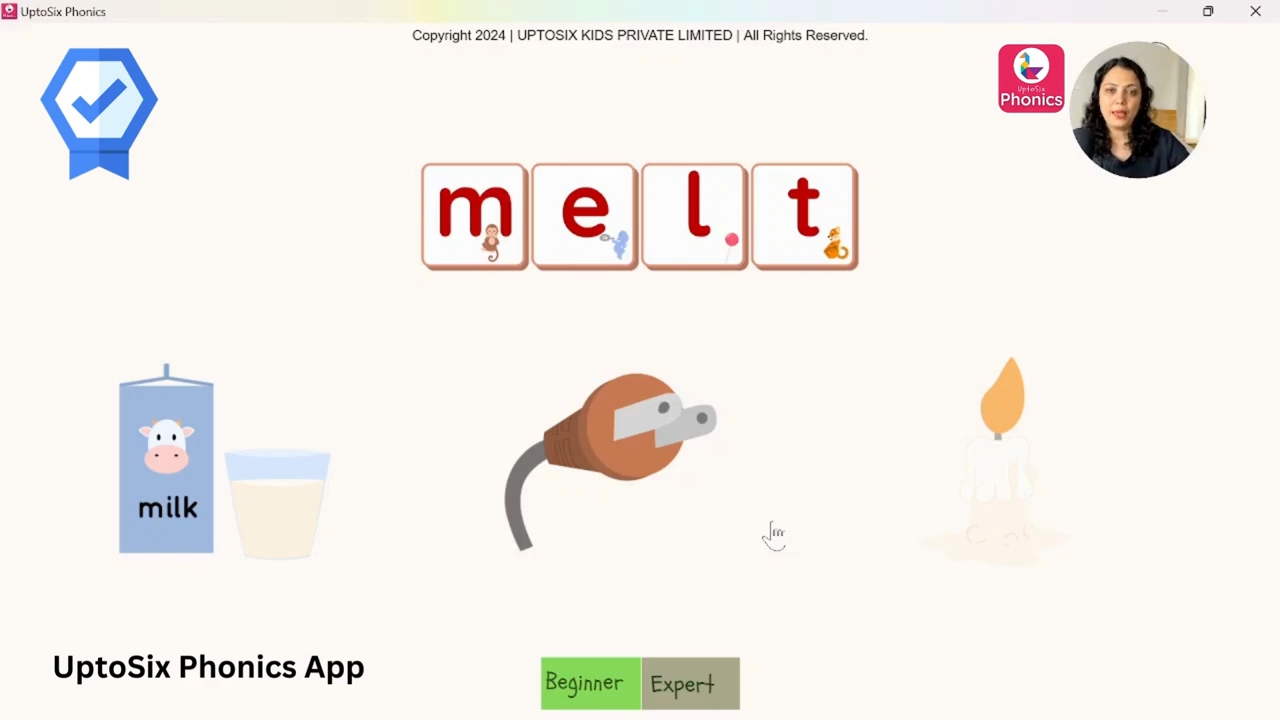 UptoSix Phonics
Copyright 2024 | UPTOSIX KIDS PRIVATE LIMITED | All Rights Reserved.
UptoSix
Phonics
m e l t
milk
UptoSix Phonics App
Beginner Expert